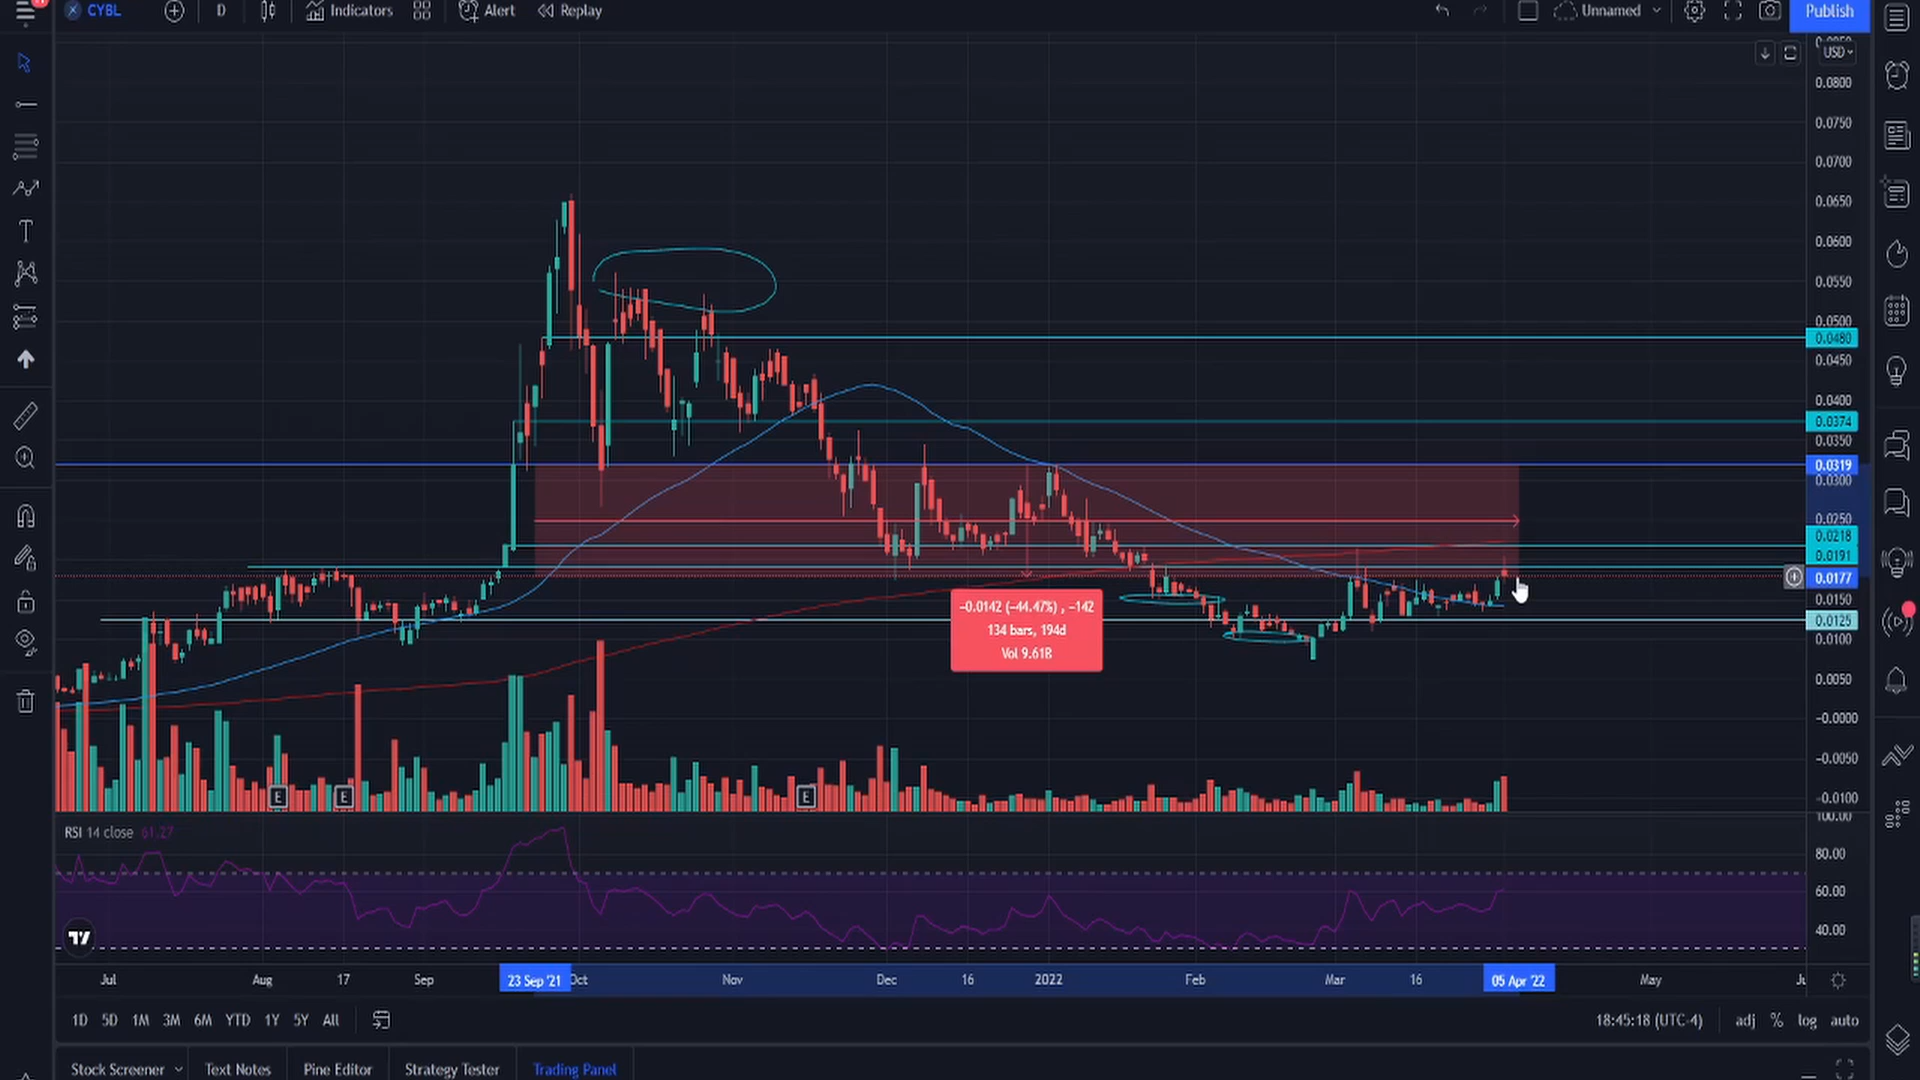 CYBL D Indicators Alert Replay Unnamed Publish
USD
0.0800
0.0750
0.0700
0.0650
0.0600
0.0550
0.0500
0.0480
0.0450
0.0400
0.0374
0.0350
0.0319
0.0300
0.0250
0.0218
0.0191
0.0177
0.0150
0.0125
0.0100
0.0050
-0.0000
-0.0050
-0.0100
-0.0142 (-44.47%) , -142
134 bars, 194d
Vol 9.61B
E E E
RSI 14 close 61.27
100.00
80.00
60.00
40.00
Jul Aug 17 Sep 23 Sep '21 Oct Nov Dec 16 2022 Feb Mar 16 05 Apr '22 May
1D 5D 1M 3M 6M YTD 1Y 5Y All 18:45:18 (UTC-4) adj % log auto
Stock Screener Text Notes Pine Editor Strategy Tester Trading Panel